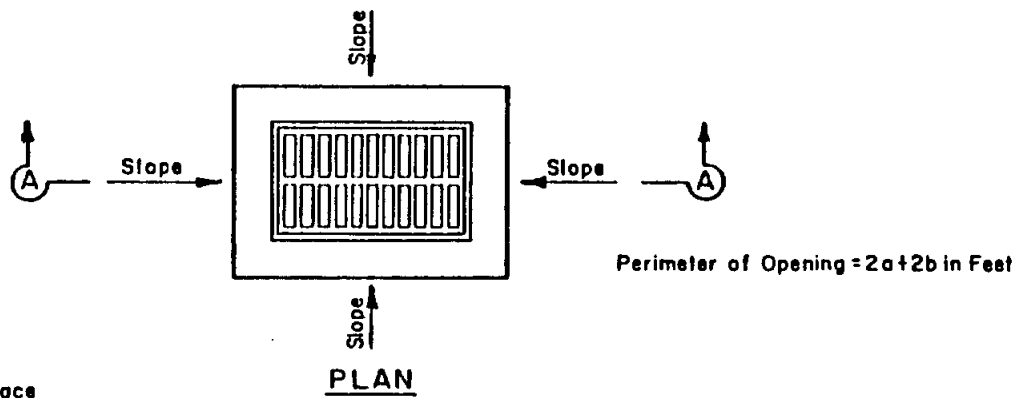 Slope
A
Slope
Slope
A
Perimeter of Opening = 2a+2b in Feet
Slope
PLAN